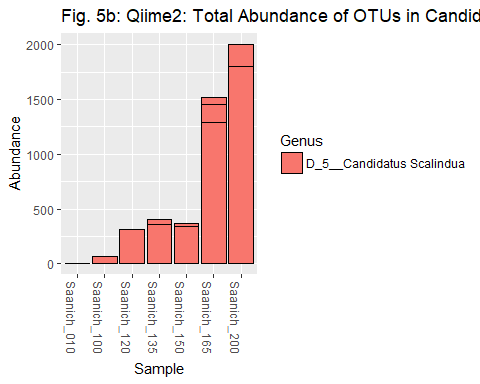 Fig. 5b: Qiime2: Total Abundance of OTUs in Candid
2000
1500
1000
500
0
Abundance
Saanich_010
Saanich_100
Saanich_120
Saanich_135
Saanich_150
Saanich_165
Saanich_200
Sample
Genus
D_5__Candidatus Scalindua